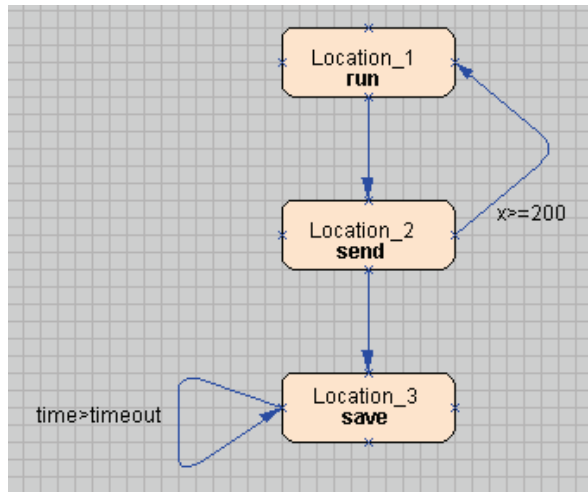 Location_1
run
Location_2
send
x>=200
Location_3
save
time>timeout